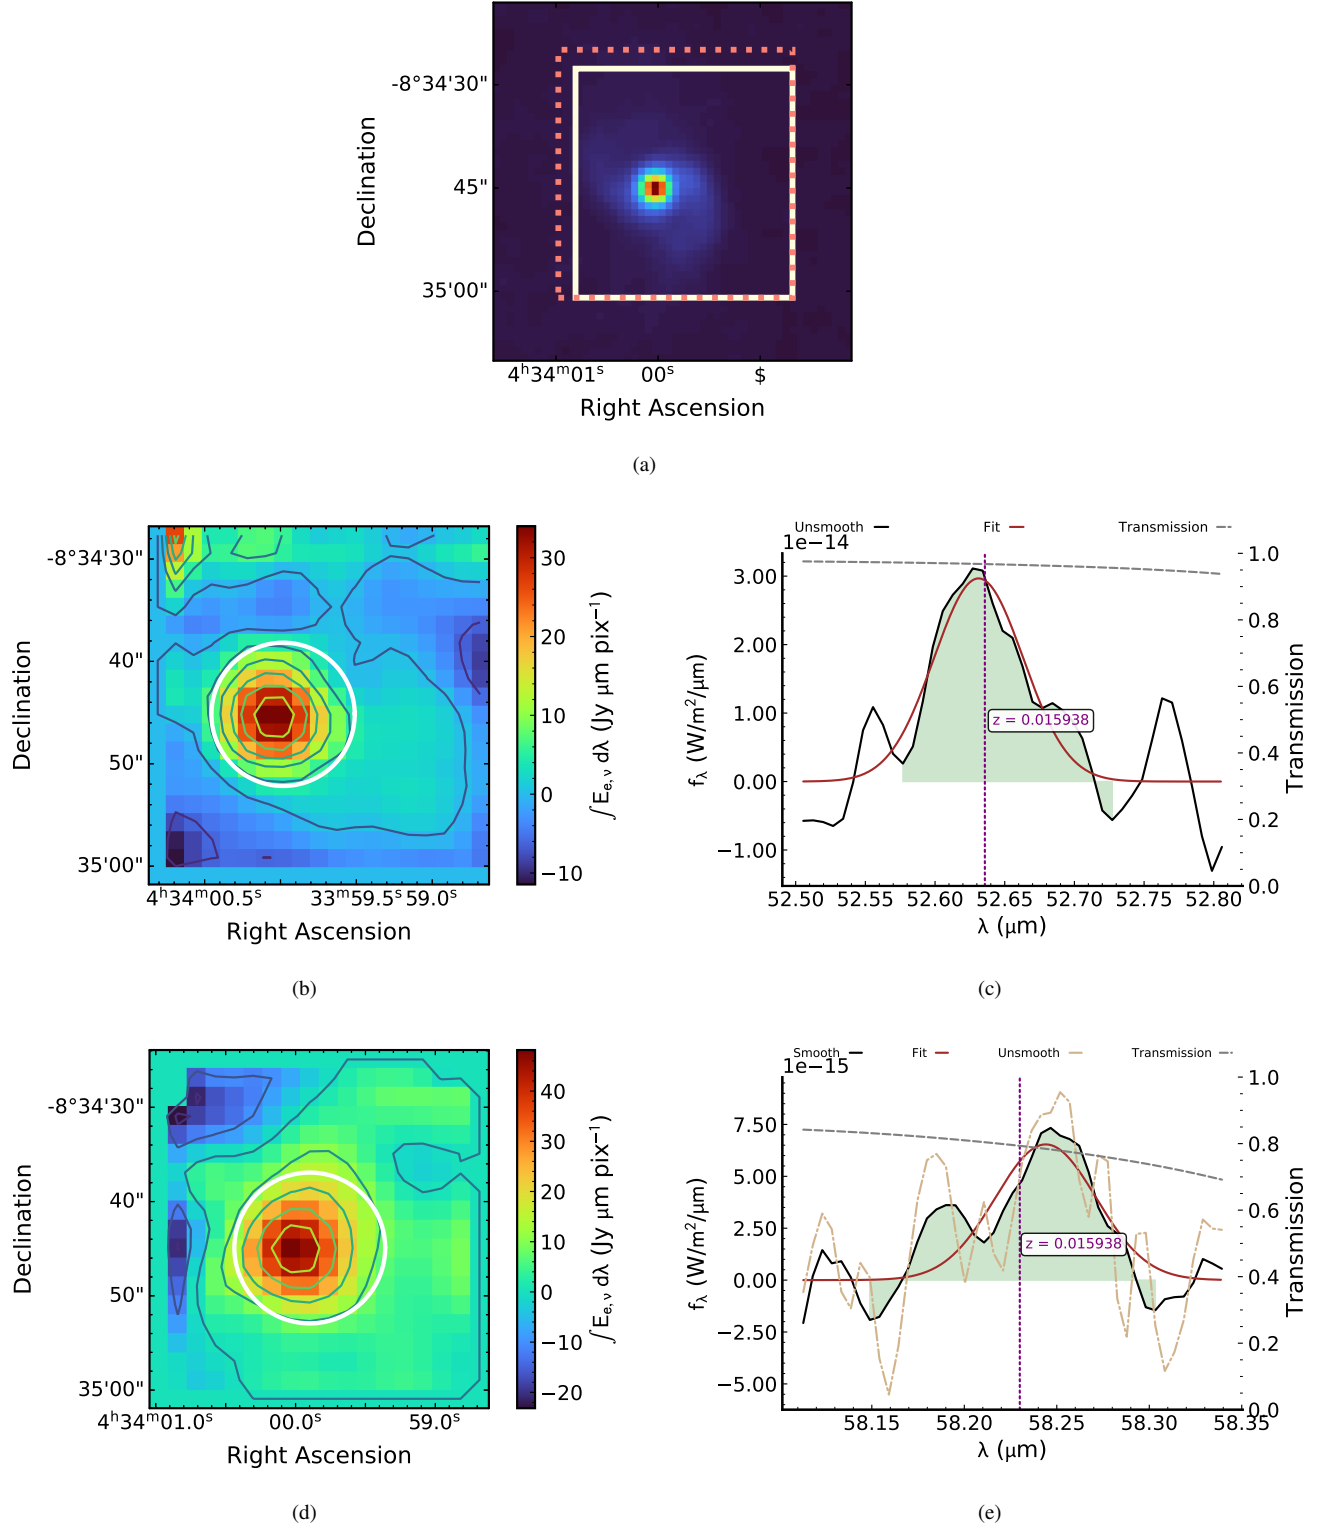 -8°34'30"
45"
35'00"
Declination
4ʰ34ᵐ01ˢ 00ˢ $
Right Ascension
(a)
-8°34'30"
40"
50"
35'00"
Declination
4ʰ34ᵐ00.5ˢ 33ᵐ59.5ˢ 59.0ˢ
Right Ascension
30
20
10
0
−10
∫E_{e,ν} dλ (Jy μm pix⁻¹)
(b)
Unsmooth Fit Transmission
1e−14
3.00
2.00
1.00
0.00
−1.00
f_λ (W/m²/μm)
z = 0.015938
1.0
0.8
0.6
0.4
0.2
0.0
Transmission
52.50 52.55 52.60 52.65 52.70 52.75 52.80
λ (μm)
(c)
-8°34'30"
40"
50"
35'00"
Declination
4ʰ34ᵐ01.0ˢ 00.0ˢ 59.0ˢ
Right Ascension
40
30
20
10
0
−10
−20
∫E_{e,ν} dλ (Jy μm pix⁻¹)
(d)
Smooth Fit Unsmooth Transmission
1e−15
7.50
5.00
2.50
0.00
−2.50
−5.00
f_λ (W/m²/μm)
z = 0.015938
1.0
0.8
0.6
0.4
0.2
0.0
Transmission
58.15 58.20 58.25 58.30 58.35
λ (μm)
(e)